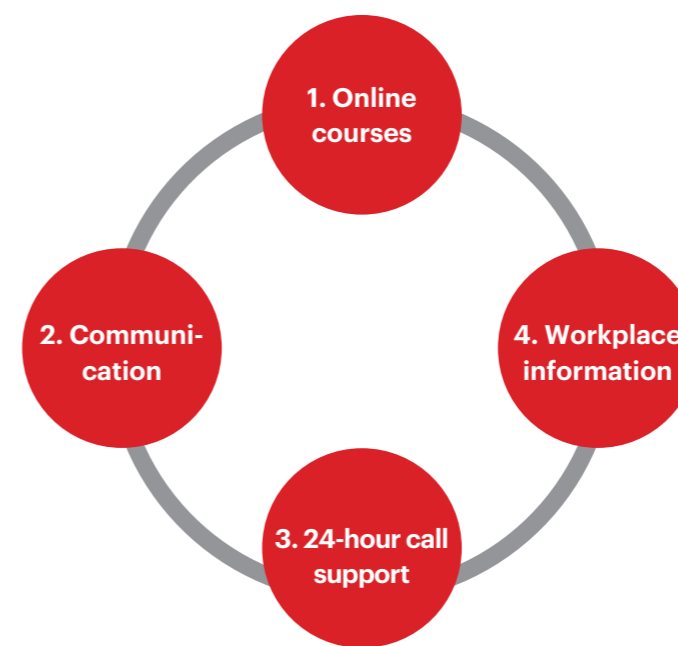 1. Online
courses
2. Communi-
cation
4. Workplace
information
3. 24-hour call
support